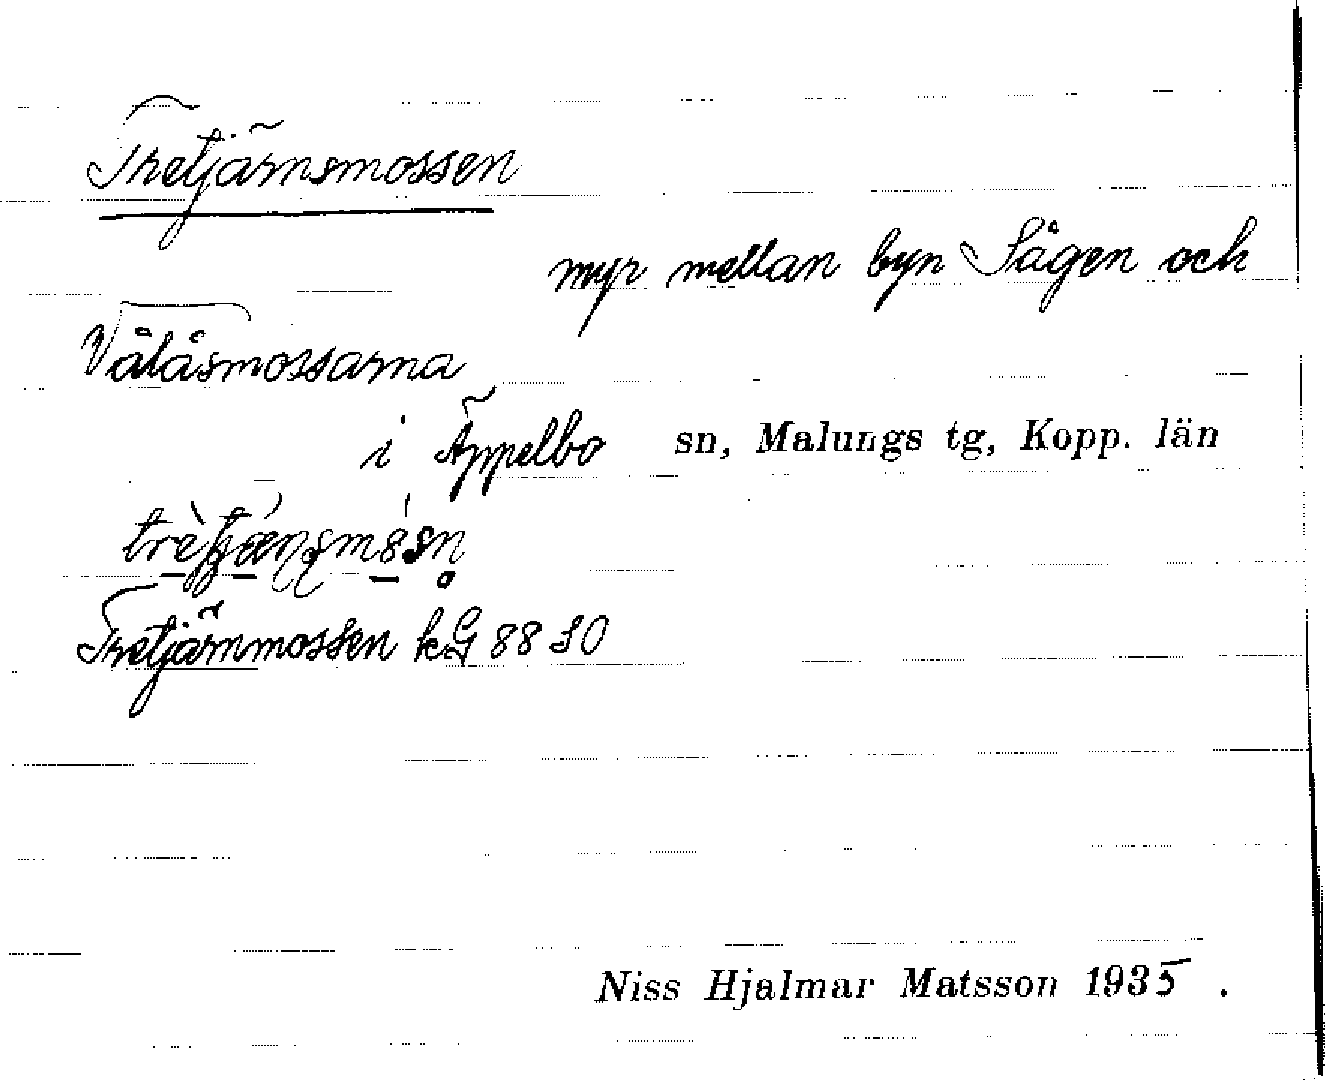 Tretjärnsmossen
myr mellan byn Sågen och
Vålåsmossarna
i Äppelbo sn, Malungs tg, Kopp. län
Tretjärnmossen kG 88 30
Niss Hjalmar Matsson 1935.